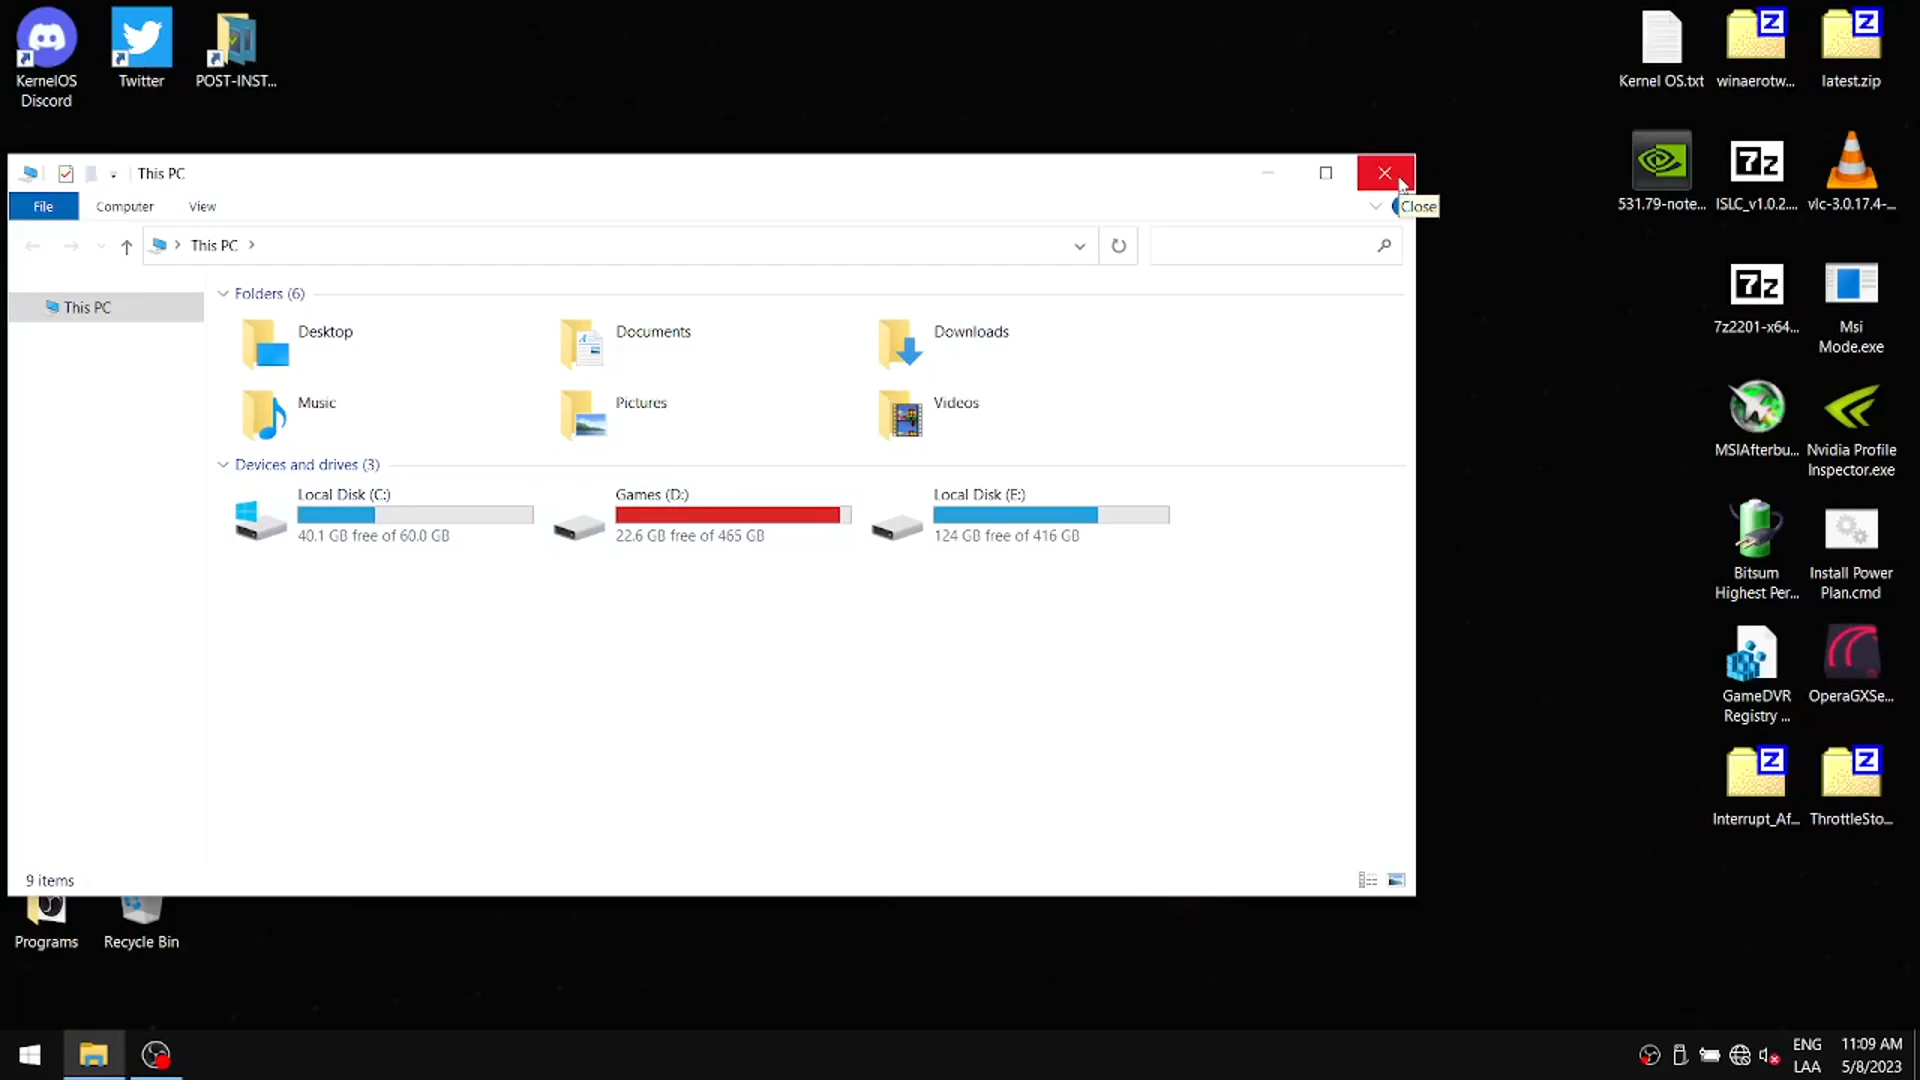 KernelOS
Discord
Twitter
POST-INST...
Kernel OS.txt
winaerotw...
latest.zip
This PC
Close
File
Computer
View
This PC
531.79-note...
ISLC_v1.0.2....
vlc-3.0.17.4-...
7z
This PC
Folders (6)
Desktop
Documents
Downloads
Music
Pictures
Videos
7z
7z2201-x64...
Msi
Mode.exe
MSIAfterbu...
Nvidia Profile
Inspector.exe
Devices and drives (3)
Local Disk (C:)
40.1 GB free of 60.0 GB
Games (D:)
22.6 GB free of 465 GB
Local Disk (E:)
124 GB free of 416 GB
Bitsum
Highest Per...
Install Power
Plan.cmd
GameDVR
Registry ...
OperaGXSe...
Interrupt_Af...
ThrottleSto...
9 items
Programs
Recycle Bin
ENG
LAA
11:09 AM
5/8/2023